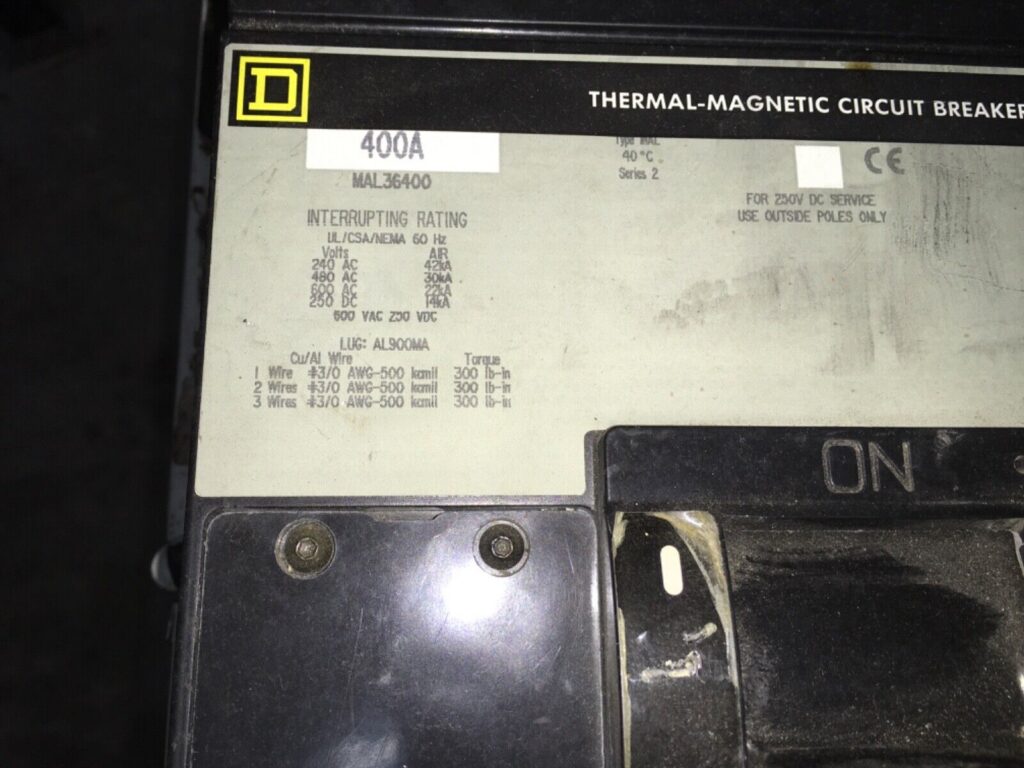 D
THERMAL-MAGNETIC CIRCUIT BREAKER
400A
MAL36400
Type MAL
40°C
Series 2
CE
FOR 250V DC SERVICE
USE OUTSIDE POLES ONLY
INTERRUPTING RATING
UL/CSA/NEMA 60 Hz
Volts AIR
240 AC 42kA
480 AC 30kA
600 AC 22kA
250 DC 14kA
600 VAC 250 VDC
LUG: AL900MA
Cu/Al Wire Torque
1 Wire #3/0 AWG-500 kcmil 300 lb-in
2 Wires #3/0 AWG-500 kcmil 300 lb-in
3 Wires #3/0 AWG-500 kcmil 300 lb-in
ON